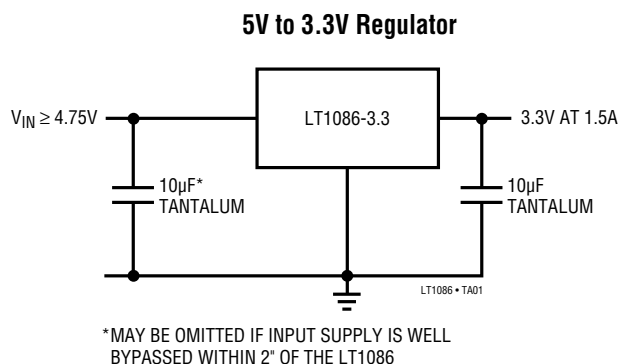 5V to 3.3V Regulator
V_IN ≥ 4.75V
LT1086-3.3
3.3V AT 1.5A
10µF*
TANTALUM
10µF
TANTALUM
LT1086 • TA01
*MAY BE OMITTED IF INPUT SUPPLY IS WELL
BYPASSED WITHIN 2" OF THE LT1086